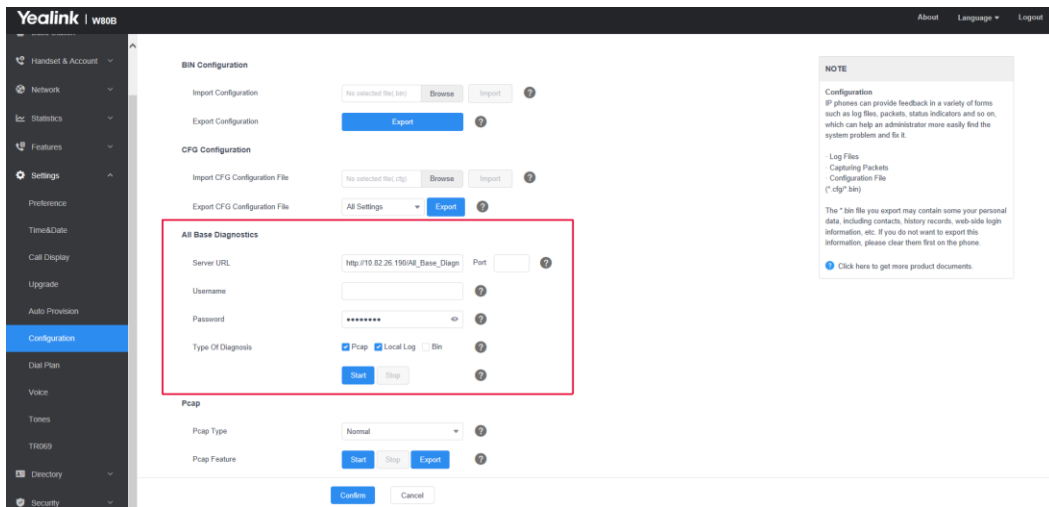 Yealink | W80B
About Language Logout
Handset & Account
Network
Statistics
Features
Settings
Preference
Time&Date
Call Display
Upgrade
Auto Provision
Configuration
Dial Plan
Voice
Tones
TR069
Directory
Security
BIN Configuration
Import Configuration No selected file(.bin) Browse Import ?
Export Configuration Export ?
CFG Configuration
Import CFG Configuration File No selected file(.cfg) Browse Import ?
Export CFG Configuration File All Settings Export ?
All Base Diagnostics
Server URL http://10.82.26.190/All_Base_Diagn Port ?
Username ?
Password •••••••• ?
Type Of Diagnosis Pcap Local Log Bin ?
Start Stop ?
Pcap
Pcap Type Normal ?
Pcap Feature Start Stop Export ?
Confirm Cancel
NOTE
Configuration
IP phones can provide feedback in a variety of forms
such as log files, packets, status indicators and so on,
which can help an administrator more easily find the
system problem and fix it.
· Log Files
· Capturing Packets
· Configuration File
(*.cfg/*.bin)
The *.bin file you export may contain some your personal
data, including contacts, history records, web-side login
information, etc. If you do not want to export this
information, please clear them first on the phone.
? Click here to get more product documents.